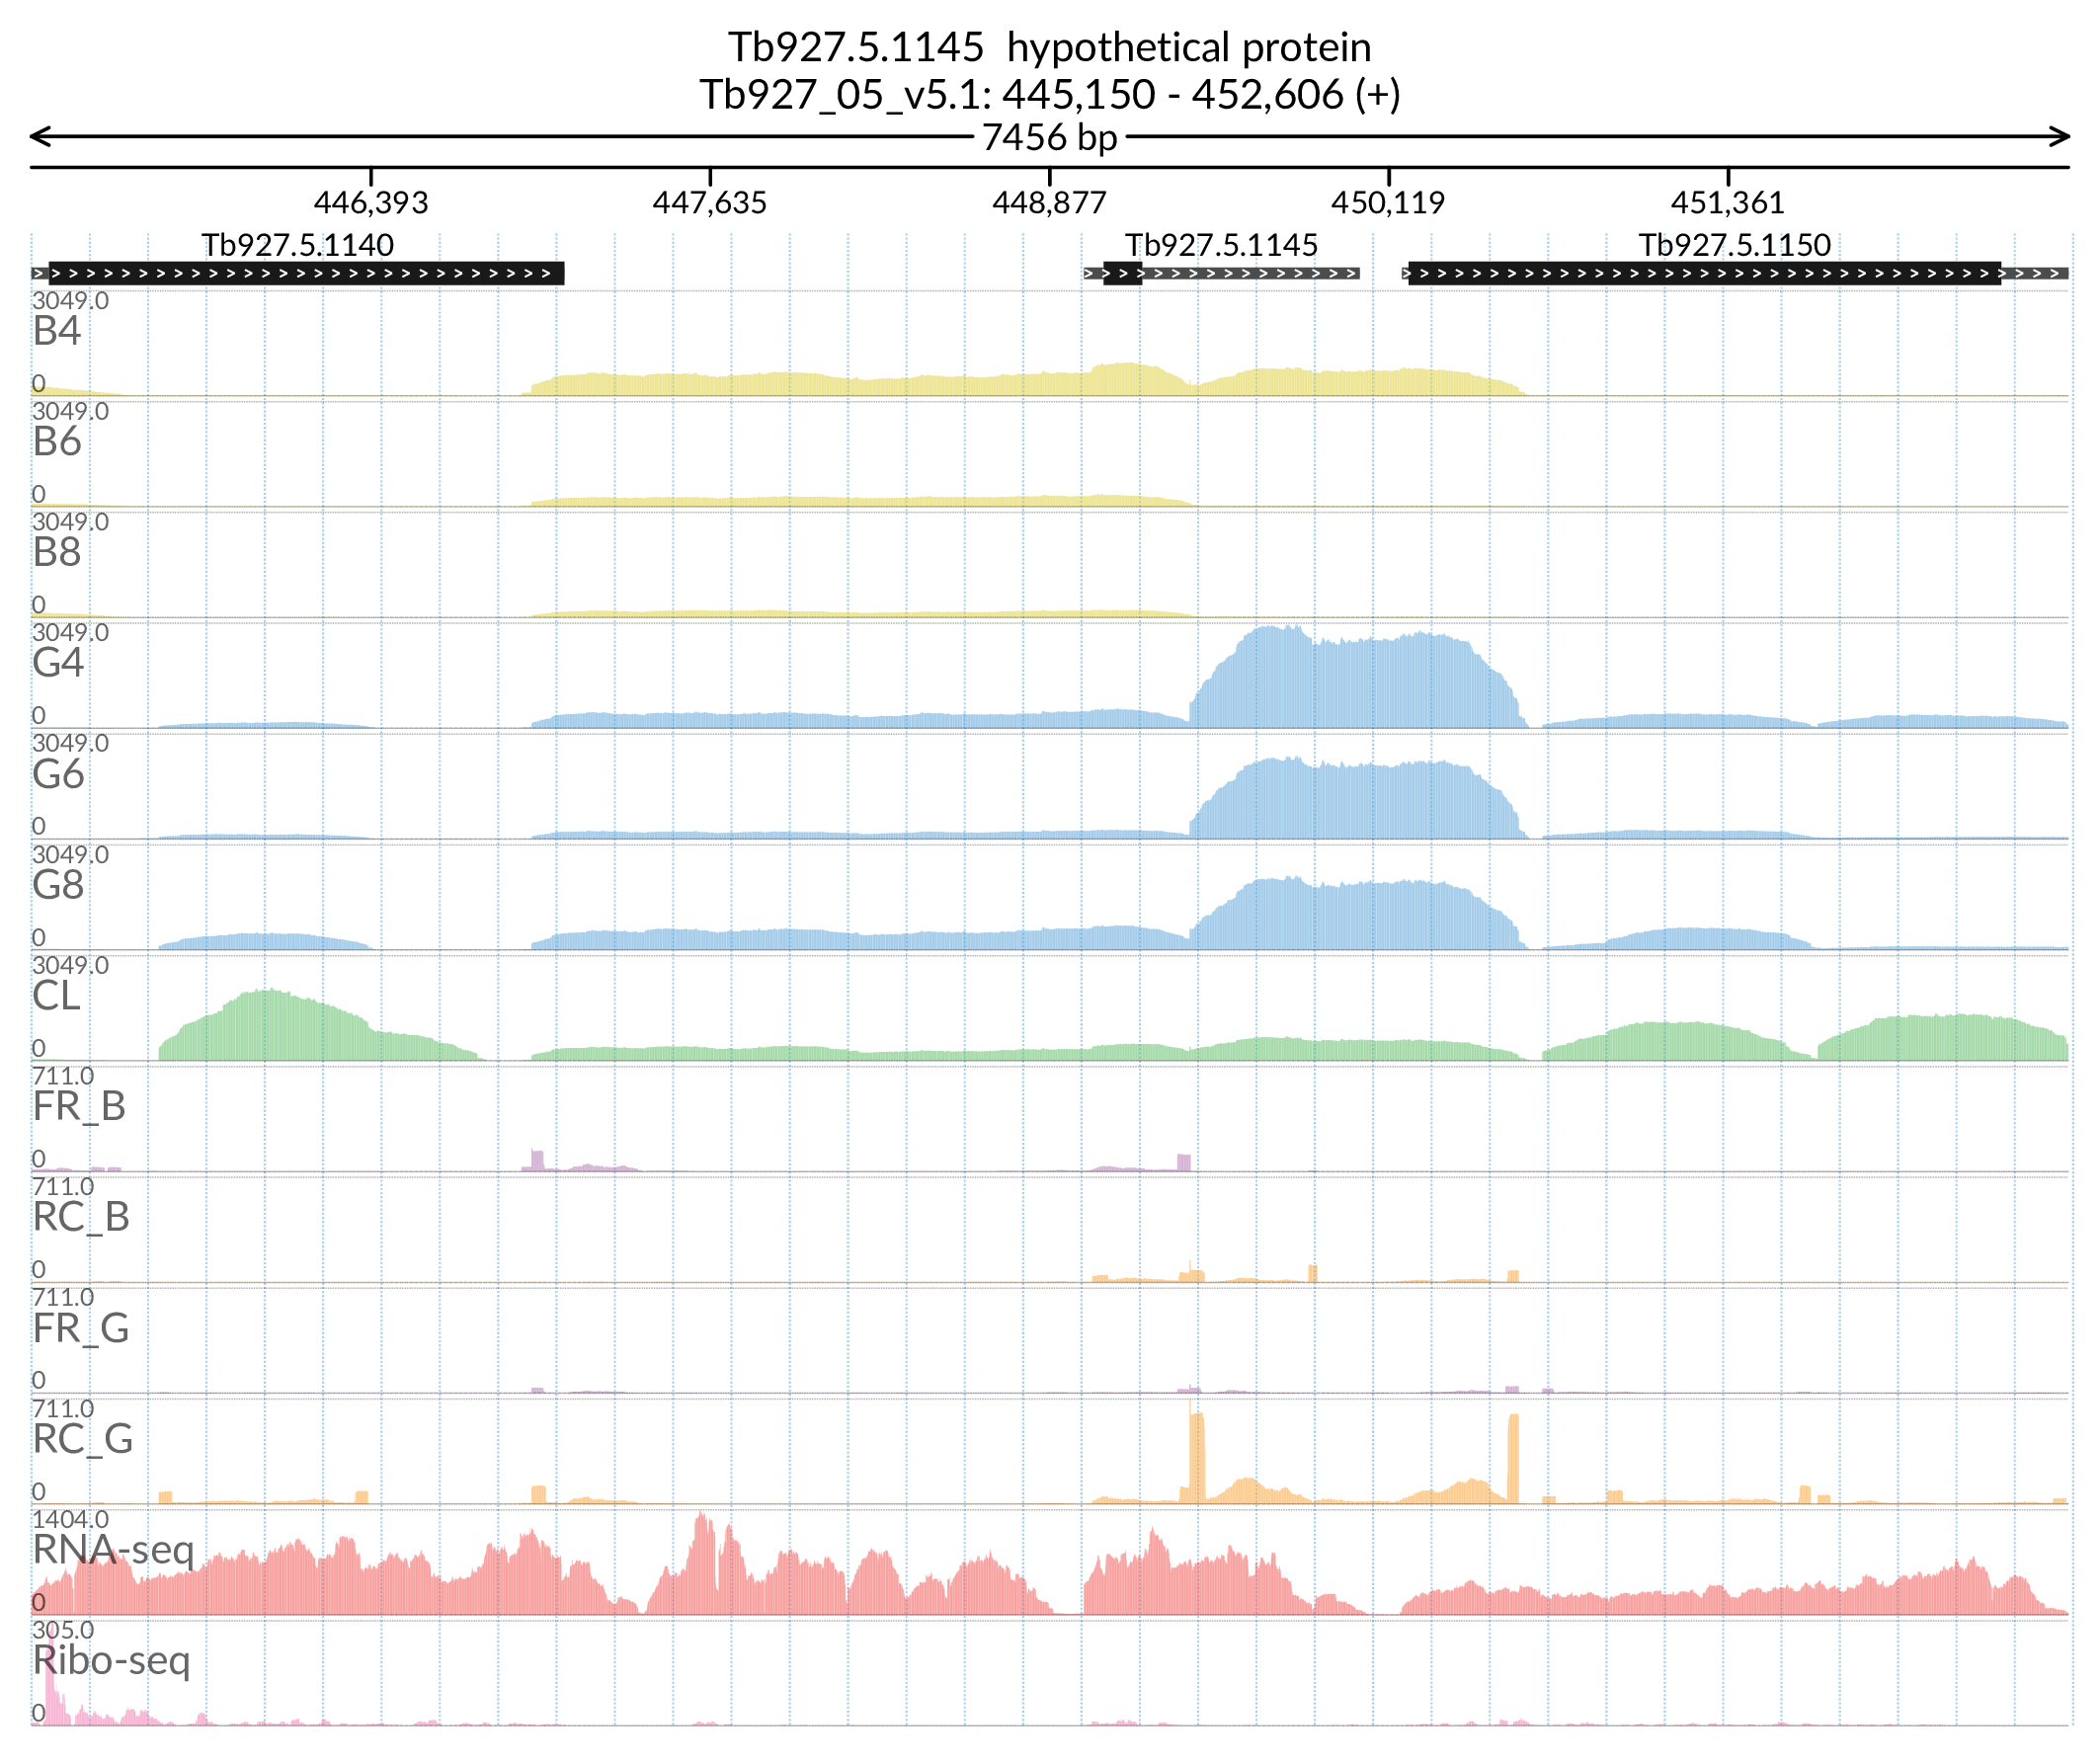 Tb927.5.1145  hypothetical protein
Tb927_05_v5.1: 445,150 - 452,606 (+)
7456 bp
446,393 447,635 448,877 450,119 451,361
Tb927.5.1140 Tb927.5.1145 Tb927.5.1150
3049.0
B4
0
3049.0
B6
0
3049.0
B8
0
3049.0
G4
0
3049.0
G6
0
3049.0
G8
0
3049.0
CL
0
711.0
FR_B
0
711.0
RC_B
0
711.0
FR_G
0
711.0
RC_G
0
1404.0
RNA-seq
0
305.0
Ribo-seq
0